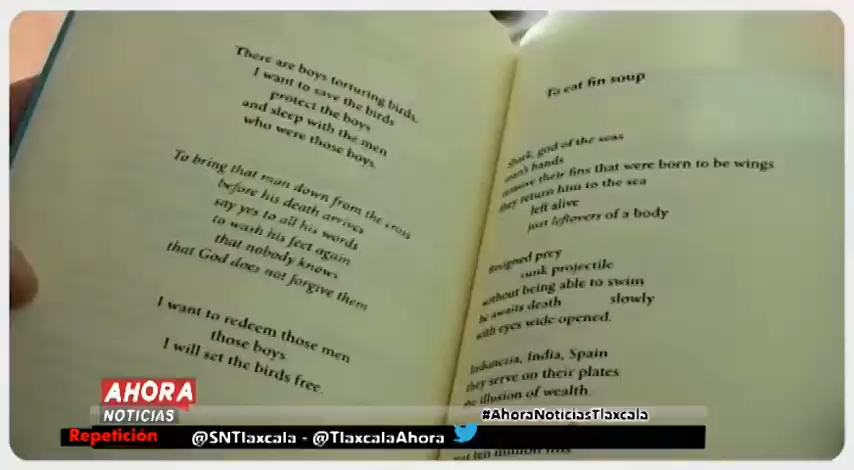 There are boys torturing birds.
I want to save the birds
protect the boys
and sleep with the men
who were those boys.
To bring that man down from the cross
before his death arrives
say yes to all his words
to wash his feet again
that nobody knows
that God does not forgive them
I want to redeem those men
those boys
I will set the birds free.
To eat fin soup
shark, god of the seas
man's hands
remove their fins that were born to be wings
they return him to the sea
left alive
just leftovers of a body
Resigned prey
sunk projectile
without being able to swim
he awaits death slowly
with eyes wide opened.
Indonesia, India, Spain
they serve on their plates
illusion of wealth.
AHORA
NOTICIAS
#AhoraNoticiasTlaxcala
Repetición
@SNTlaxcala - @TlaxcalaAhora